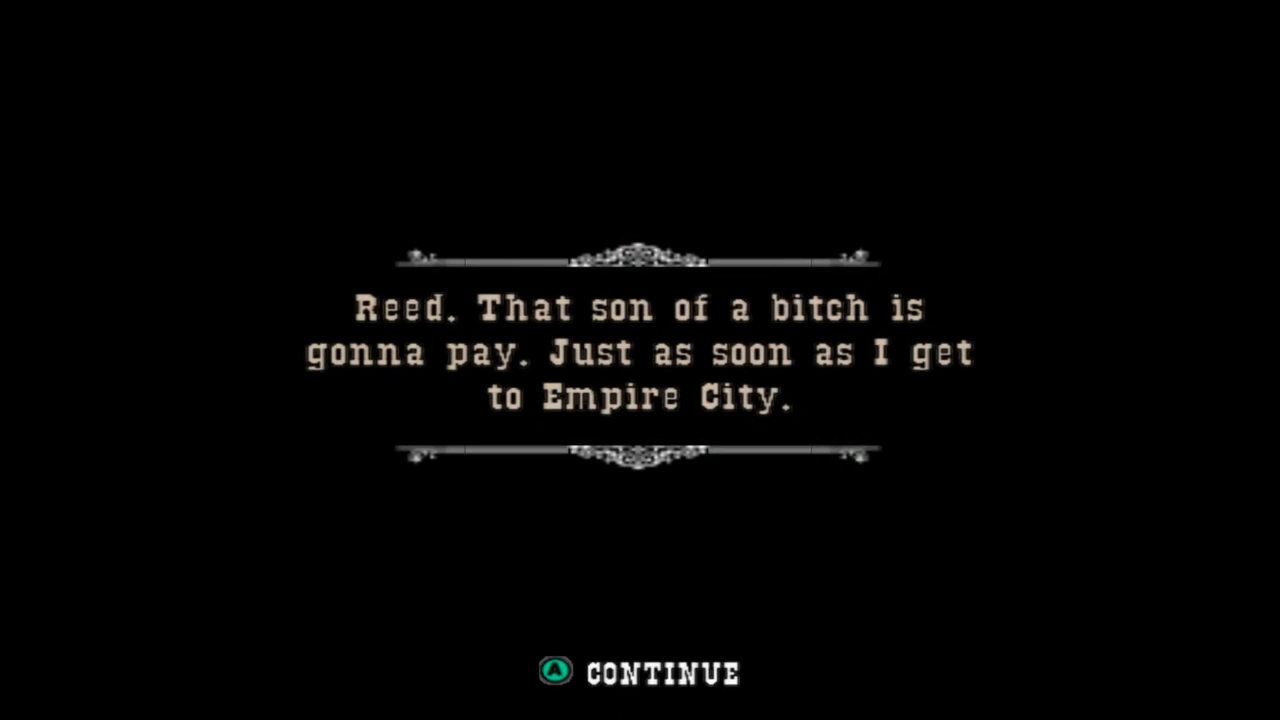 Reed. That son of a bitch is
gonna pay. Just as soon as I get
to Empire City.
A CONTINUE